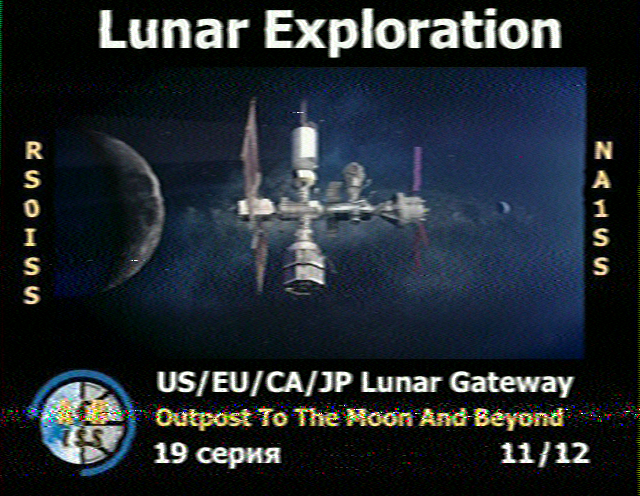 Lunar Exploration
RS0ISS
NA1SS
US/EU/CA/JP Lunar Gateway
Outpost To The Moon And Beyond
ISS
19 серия 11/12